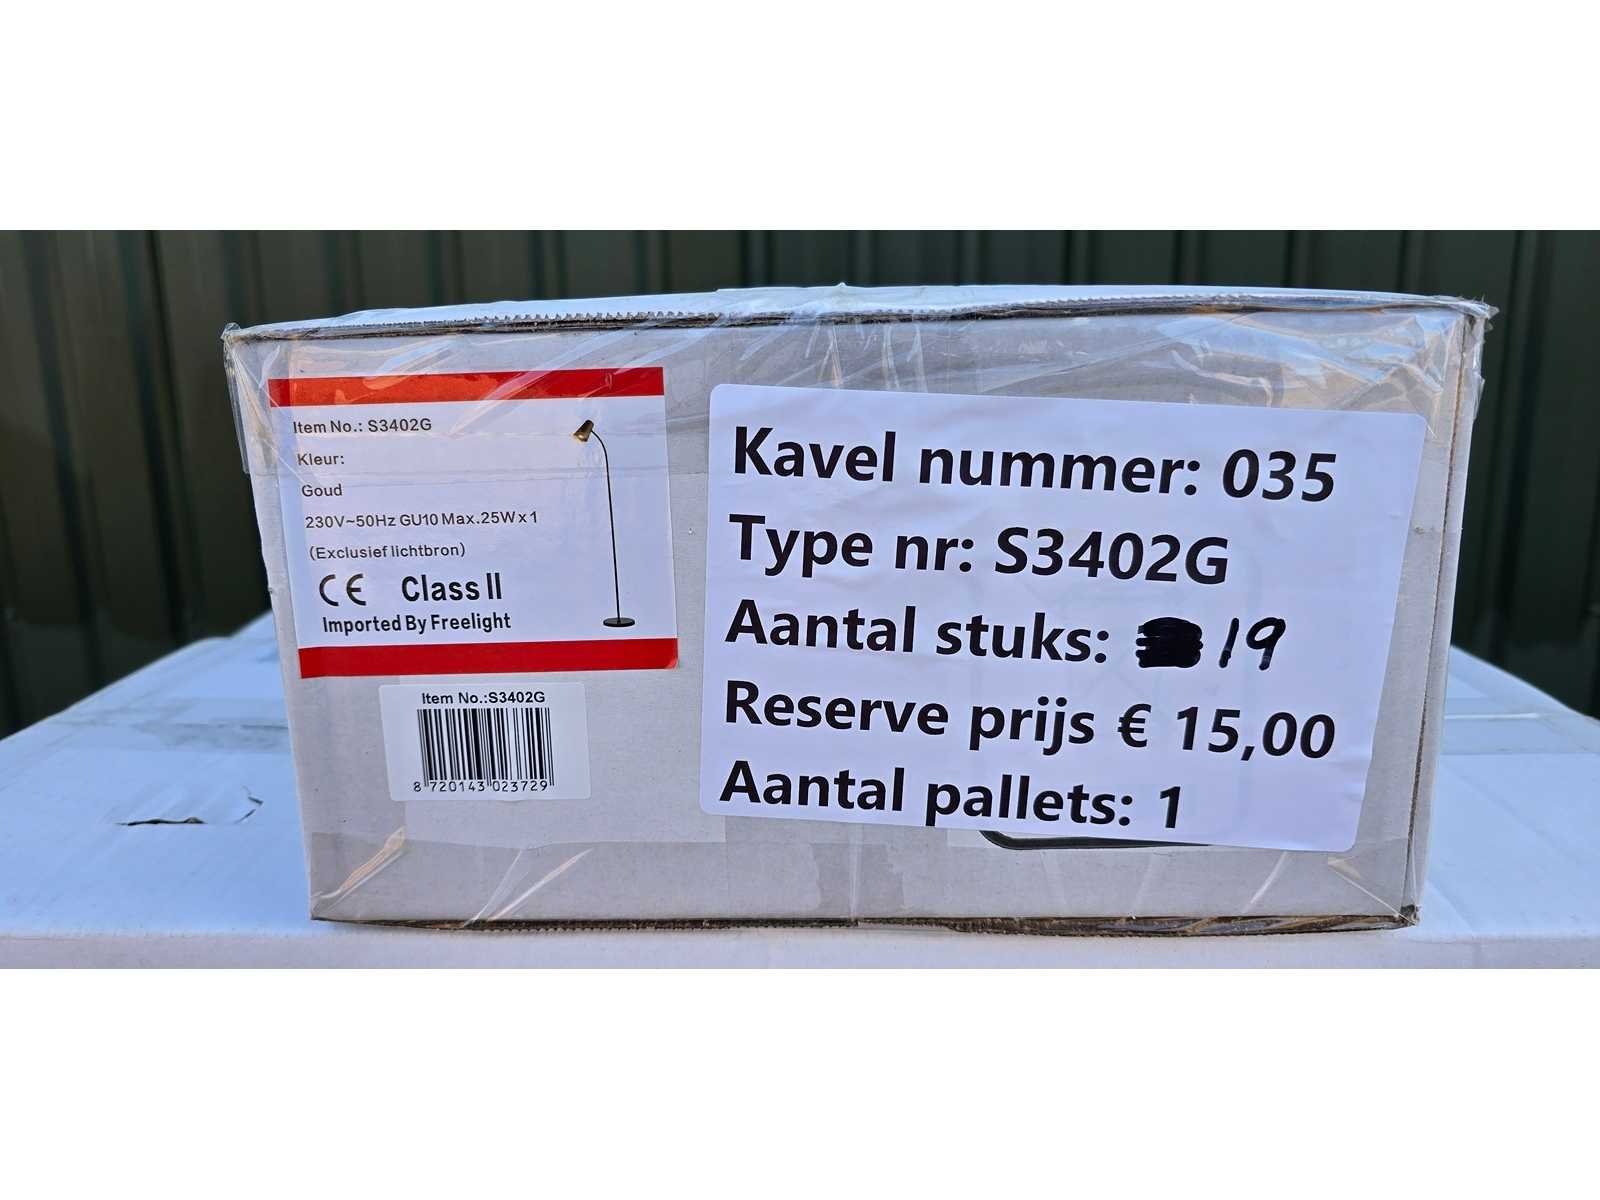 Item No.: S3402G
Kleur:
Goud
230V~50Hz GU10 Max.25W x 1
(Exclusief lichtbron)
CE Class II
Imported By Freelight
Item No.:S3402G
8 720143 023729
Kavel nummer: 035
Type nr: S3402G
Aantal stuks: 19
Reserve prijs € 15,00
Aantal pallets: 1